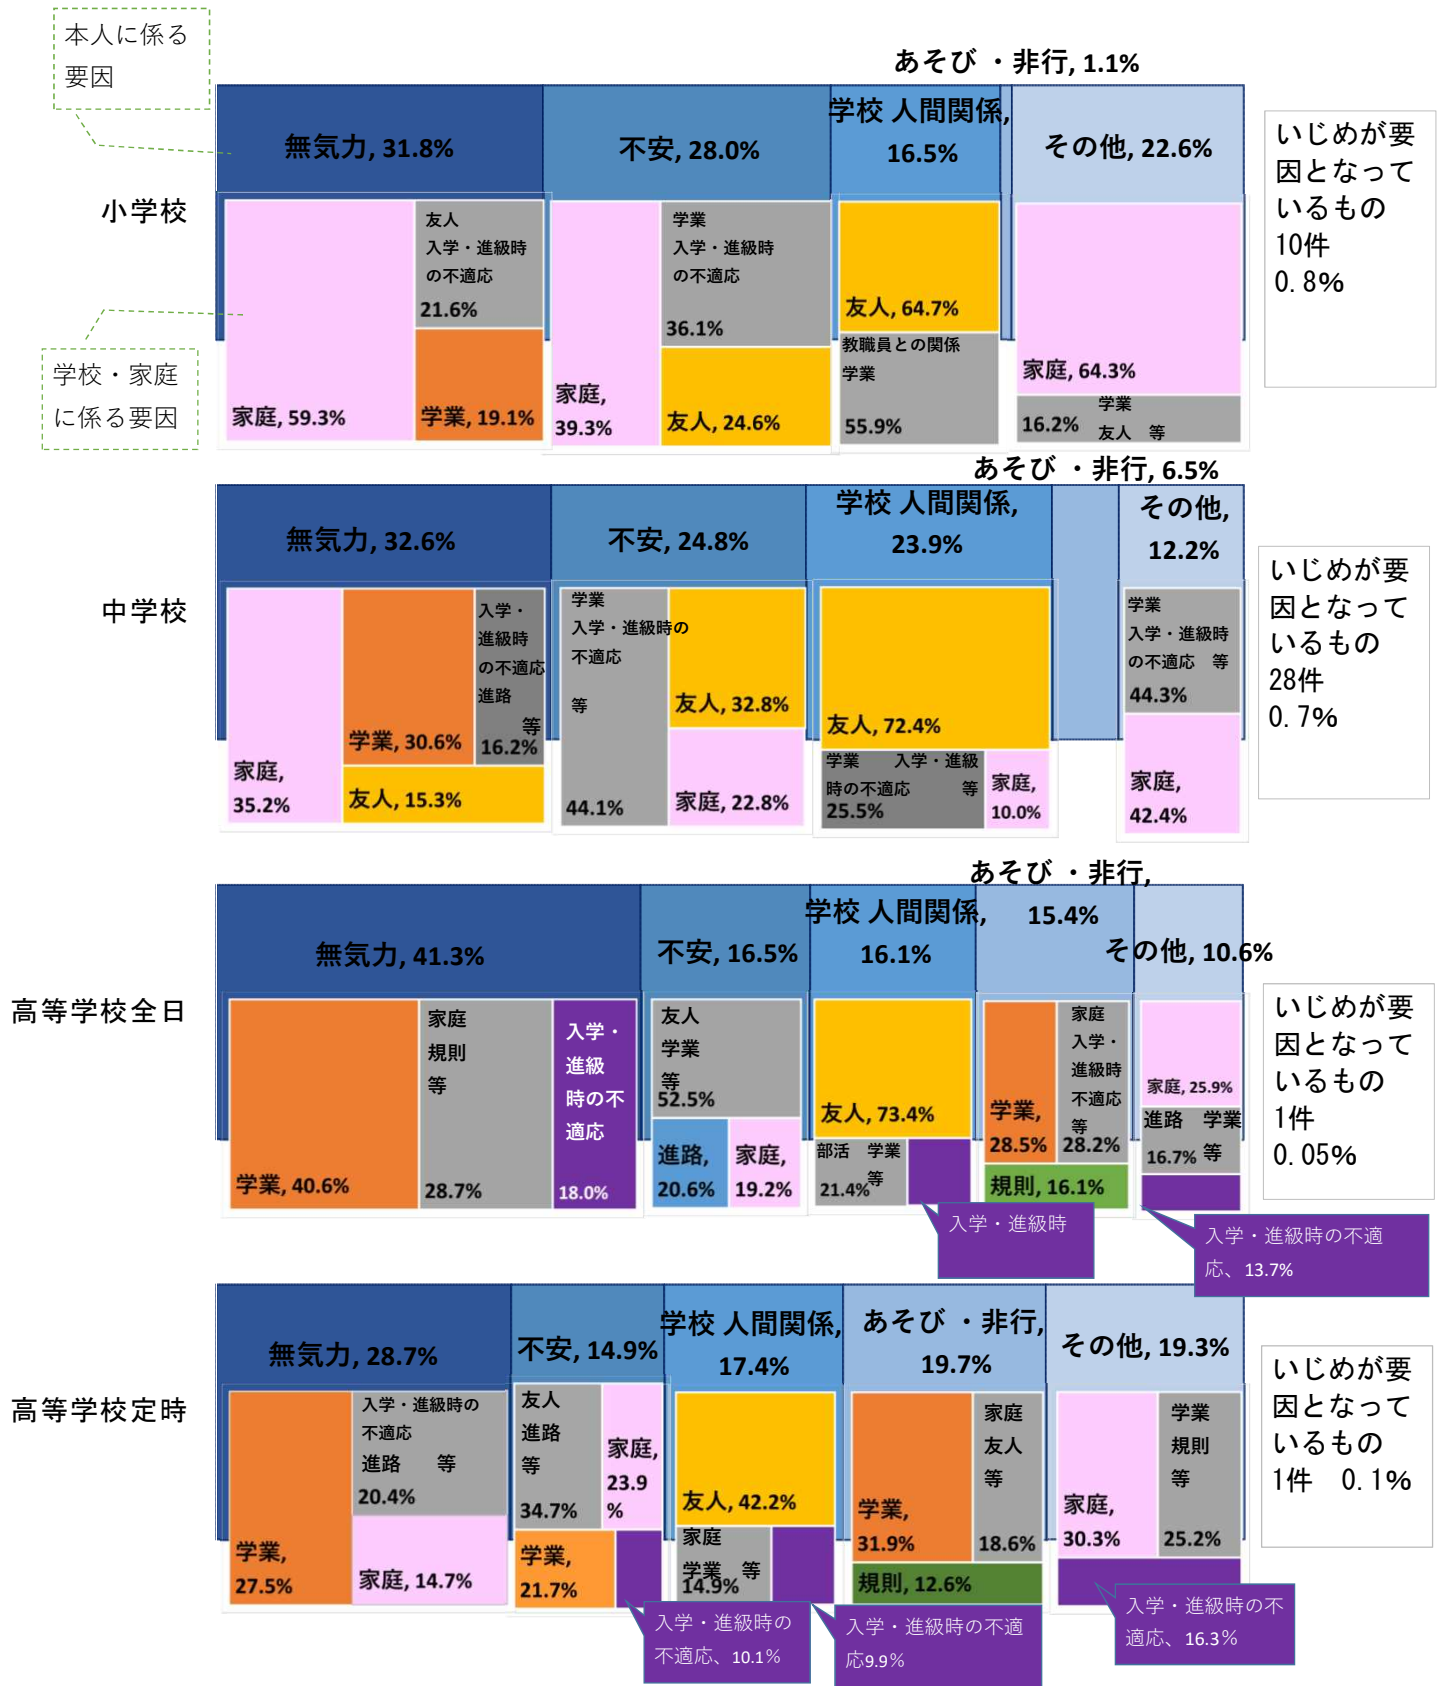 本人に係る
要因
あそび ・非行, 1.1%
無気力, 31.8%
不安, 28.0%
学校 人間関係,
16.5%
その他, 22.6%
小学校
友人
入学・進級時
の不適応
21.6%
家庭, 59.3%
学業, 19.1%
学業
入学・進級時
の不適応
36.1%
家庭,
39.3%
友人, 24.6%
友人, 64.7%
教職員との関係
学業
55.9%
家庭, 64.3%
学業
16.2%
友人 等
いじめが要
因となって
いるもの
10件
0.8%
学校・家庭
に係る要因
あそび ・非行, 6.5%
無気力, 32.6%
不安, 24.8%
学校 人間関係,
23.9%
その他,
12.2%
中学校
家庭,
35.2%
学業, 30.6%
入学・
進級時
の不適応
進路
等
16.2%
友人, 15.3%
学業
入学・進級時の
不適応
等
44.1%
友人, 32.8%
家庭, 22.8%
友人, 72.4%
学業 入学・進級
時の不適応 等
25.5%
家庭,
10.0%
学業
入学・進級時
の不適応 等
44.3%
家庭,
42.4%
いじめが要
因となって
いるもの
28件
0.7%
あそび ・非行,
15.4%
無気力, 41.3%
不安, 16.5%
学校 人間関係,
16.1%
その他, 10.6%
高等学校全日
学業, 40.6%
家庭
規則
等
28.7%
入学・
進級
時の不
適応
18.0%
友人
学業
等
52.5%
進路,
20.6%
家庭,
19.2%
友人, 73.4%
部活 学業
等
21.4%
入学・進級時
学業,
28.5%
家庭
入学・
進級時
不適応
等
28.2%
規則, 16.1%
家庭, 25.9%
進路 学業
16.7% 等
入学・進級時の不適
応、13.7%
いじめが要
因となって
いるもの
1件
0.05%
無気力, 28.7%
不安, 14.9%
学校 人間関係,
17.4%
あそび ・非行,
19.7%
その他, 19.3%
高等学校定時
学業,
27.5%
入学・進級時の
不適応
進路 等
20.4%
家庭, 14.7%
友人
進路
等
34.7%
家庭,
23.9
%
学業,
21.7%
入学・進級時の
不適応、10.1%
友人, 42.2%
家庭
学業 等
14.9%
入学・進級時の不適
応9.9%
学業,
31.9%
家庭
友人
等
18.6%
規則, 12.6%
家庭,
30.3%
学業
規則
等
25.2%
入学・進級時の不
適応、16.3%
いじめが要
因となって
いるもの
1件 0.1%